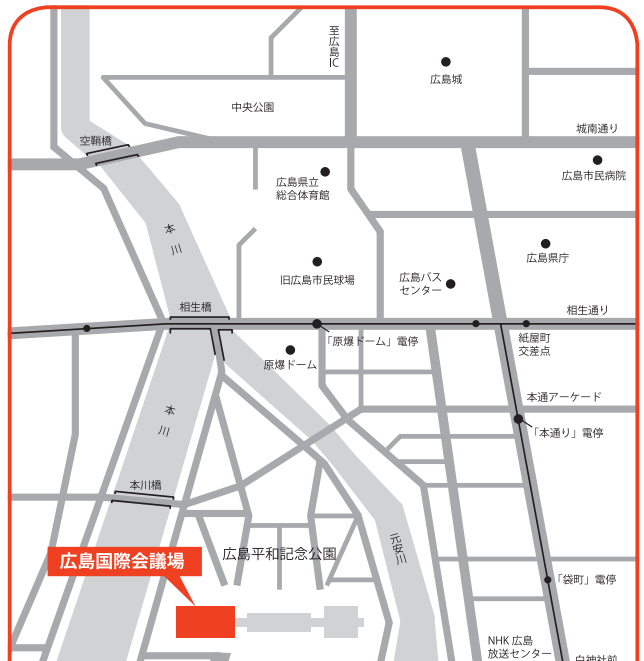 至広島IC
広島城
中央公園
城南通り
空鞘橋
広島市民病院
広島県立
総合体育館
本川
広島県庁
旧広島市民球場
広島バス
センター
相生橋
相生通り
「原爆ドーム」電停
紙屋町
交差点
原爆ドーム
本通アーケード
本川
「本通り」電停
本川橋
元安川
広島平和記念公園
広島国際会議場
「袋町」電停
NHK 広島
放送センター
白神社前